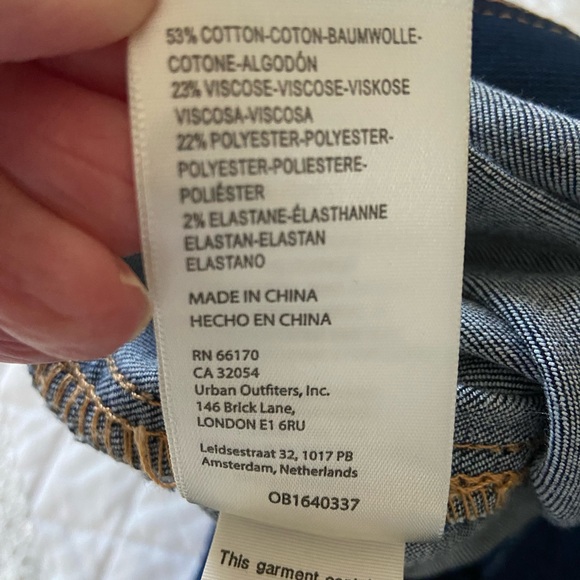 53% COTTON-COTON-BAUMWOLLE-
COTONE-ALGODÓN
23% VISCOSE-VISCOSE-VISKOSE
VISCOSA-VISCOSA
22% POLYESTER-POLYESTER-
POLYESTER-POLIESTERE-
POLIÉSTER
2% ELASTANE-ÉLASTHANNE
ELASTAN-ELASTAN
ELASTANO
MADE IN CHINA
HECHO EN CHINA
RN 66170
CA 32054
Urban Outfiters, Inc.
146 Brick Lane,
LONDON E1 6RU
Leidsestraat 32, 1017 PB
Amsterdam, Netherlands
OB1640337
This garment